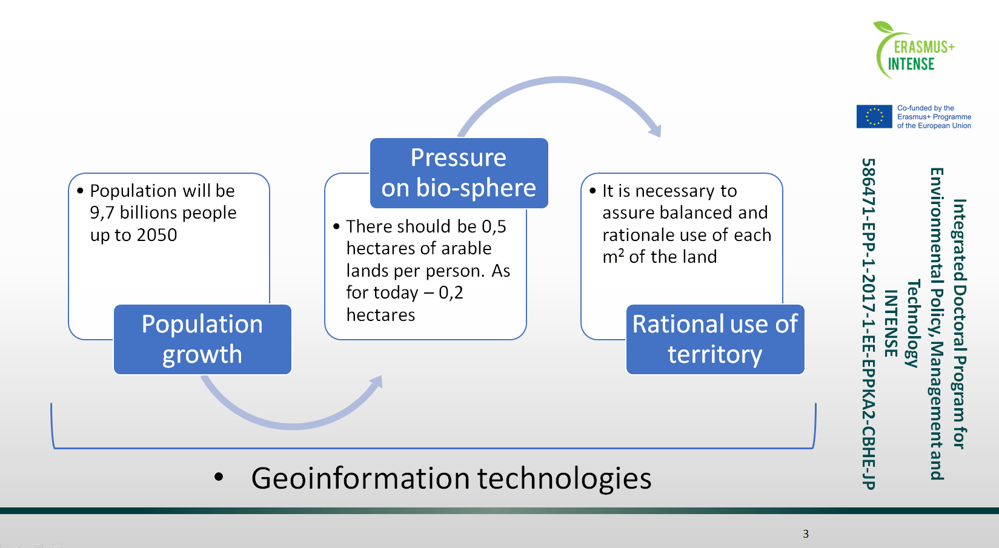 ERASMUS+
INTENSE
Co-funded by the
Erasmus+ Programme
of the European Union
• Population will be
9,7 billions people
up to 2050
Population
growth
Pressure
on bio-sphere
• There should be 0,5
hectares of arable
lands per person. As
for today – 0,2
hectares
• It is necessary to
assure balanced and
rationale use of each
m² of the land
Rational use of
territory
• Geoinformation technologies
Integrated Doctoral Program for
Environmental Policy, Management and
Technology
INTENSE
586471-EPP-1-2017-1-EE-EPPKA2-CBHE-JP
3